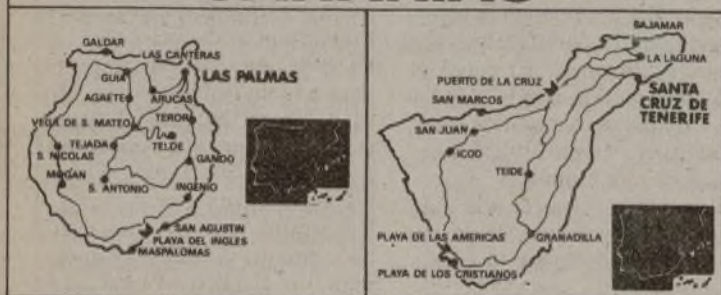 GALDAR
LAS CANTERAS
GUIA
LAS PALMAS
AGAETE
ARUCAS
VEGA DE S. MATEO
TEROR
TEJADA
TELDE
S. NICOLAS
GANDO
MOGAN
S. ANTONIO
INGENIO
SAN AGUSTIN
PLAYA DEL INGLES
MASPALOMAS
BAJAMAR
LA LAGUNA
PUERTO DE LA CRUZ
SANTA
CRUZ DE
TENERIFE
SAN MARCOS
SAN JUAN
ICOD
TEIDE
PLAYA DE LAS AMERICAS
GRANADILLA
PLAYA DE LOS CRISTIANOS